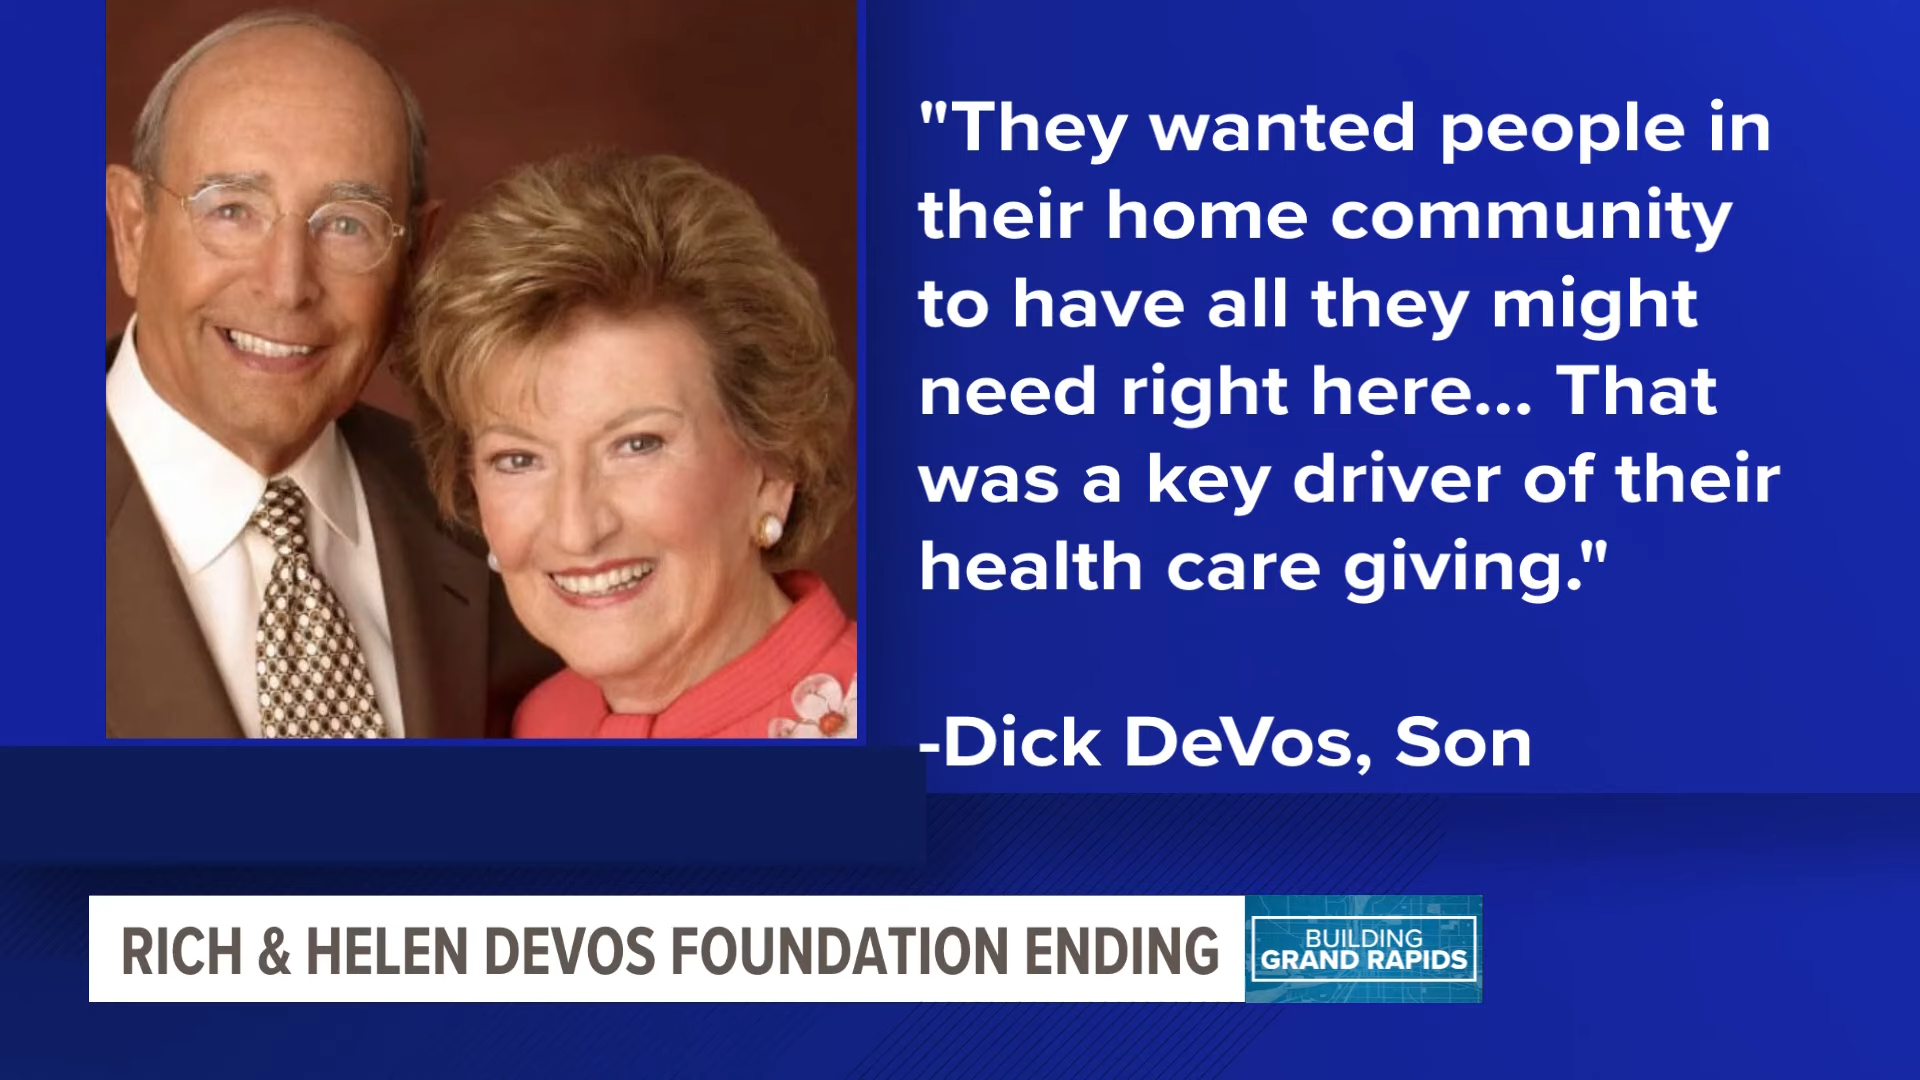 "They wanted people in
their home community
to have all they might
need right here... That
was a key driver of their
health care giving."
-Dick DeVos, Son
RICH & HELEN DEVOS FOUNDATION ENDING
BUILDING
GRAND RAPIDS